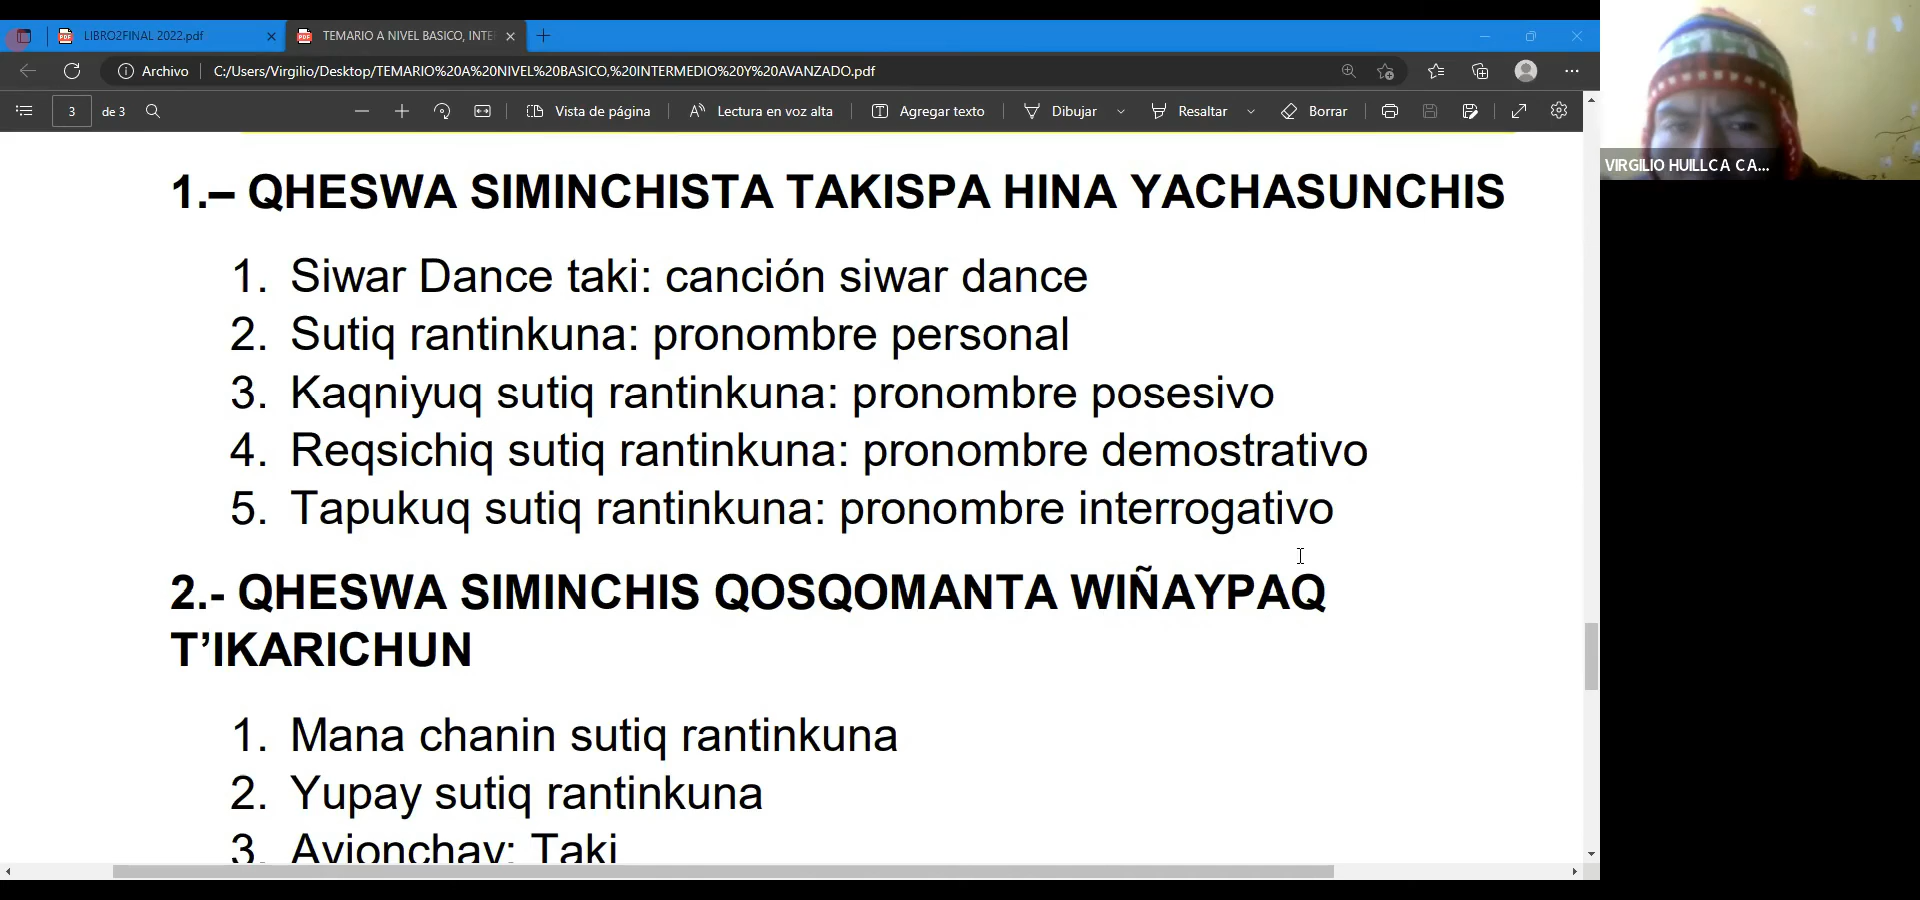 LIBRO2FINAL 2022.pdf
TEMARIO A NIVEL BASICO, INTE
Archivo
C:/Users/Virgilio/Desktop/TEMARIO%20A%20NIVEL%20BASICO,%20INTERMEDIO%20Y%20AVANZADO.pdf
3 de 3
Vista de página
Lectura en voz alta
Agregar texto
Dibujar
Resaltar
Borrar
VIRGILIO HUILLCA CA...
1.– QHESWA SIMINCHISTA TAKISPA HINA YACHASUNCHIS
1. Siwar Dance taki: canción siwar dance
2. Sutiq rantinkuna: pronombre personal
3. Kaqniyuq sutiq rantinkuna: pronombre posesivo
4. Reqsichiq sutiq rantinkuna: pronombre demostrativo
5. Tapukuq sutiq rantinkuna: pronombre interrogativo
2.- QHESWA SIMINCHIS QOSQOMANTA WIÑAYPAQ
T’IKARICHUN
1. Mana chanin sutiq rantinkuna
2. Yupay sutiq rantinkuna
3. Avionchay: Taki